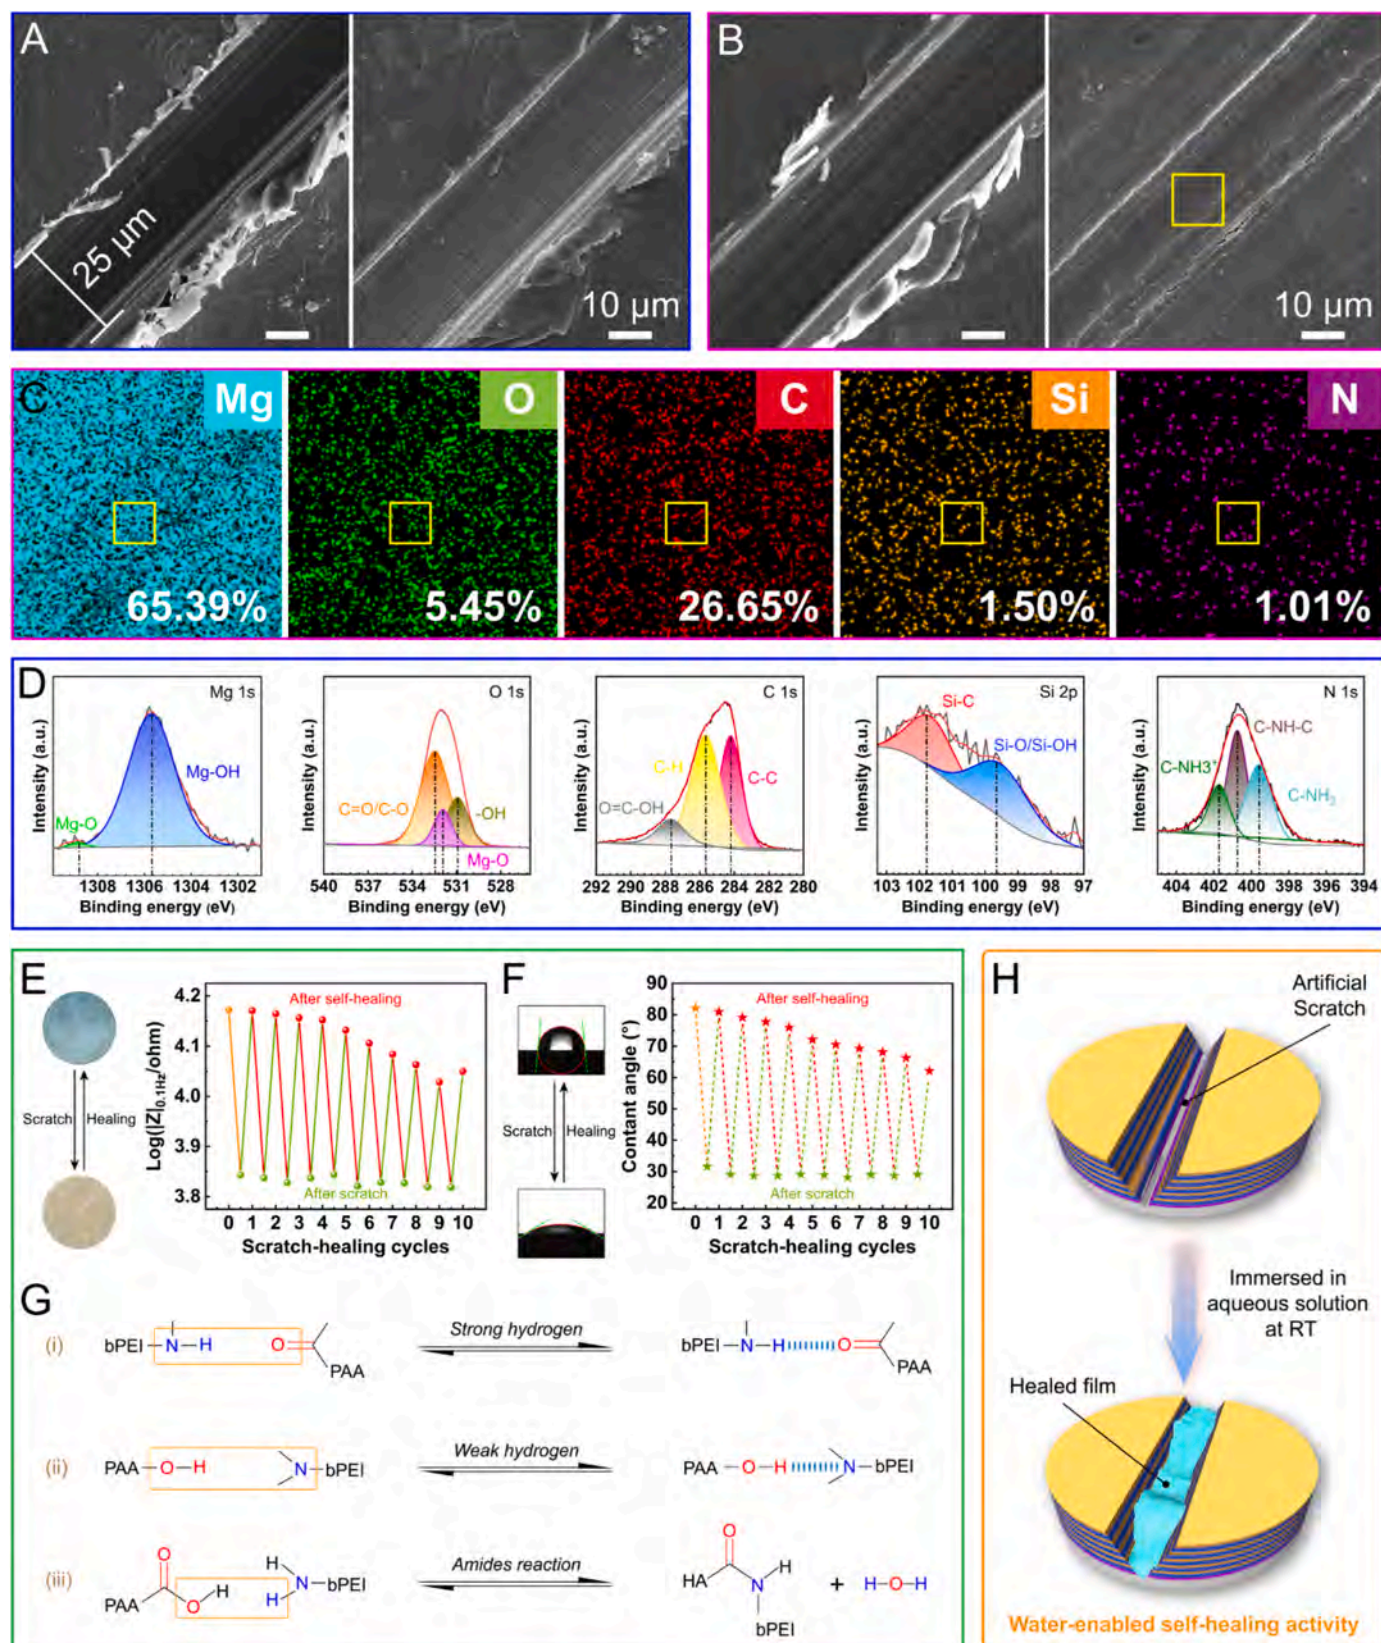 A
25 μm
10 μm
B
10 μm
C
Mg
65.39%
O
5.45%
C
26.65%
Si
1.50%
N
1.01%
D
Mg 1s
Mg-OH
Mg-O
Intensity (a.u.)
1308 1306 1304 1302
Binding energy (eV)
O 1s
C=O/C-O
-OH
Mg-O
Intensity (a.u.)
540 537 534 531 528
Binding energy (eV)
C 1s
C-H
C-C
O=C-OH
Intensity (a.u.)
292 290 288 286 284 282 280
Binding energy (eV)
Si 2p
Si-C
Si-O/Si-OH
Intensity (a.u.)
103 102 101 100 99 98 97
Binding energy (eV)
N 1s
C-NH-C
C-NH3⁺
C-NH₂
Intensity (a.u.)
404 402 400 398 396 394
Binding energy (eV)
E
Scratch
Healing
Log(|Z|0.1Hz/ohm)
4.2
4.1
4.0
3.9
3.8
After self-healing
After scratch
0 1 2 3 4 5 6 7 8 9 10
Scratch-healing cycles
F
Scratch
Healing
Contant angle (°)
90
80
70
60
50
40
30
20
After self-healing
After scratch
0 1 2 3 4 5 6 7 8 9 10
Scratch-healing cycles
G
(i)
bPEI N H O PAA
Strong hydrogen
bPEI N H O PAA
(ii)
PAA O H N bPEI
Weak hydrogen
PAA O H N bPEI
(iii)
PAA O O H H H N bPEI
Amides reaction
HA O N H bPEI + H O H
H
Artificial
Scratch
Immersed in
aqueous solution
at RT
Healed film
Water-enabled self-healing activity